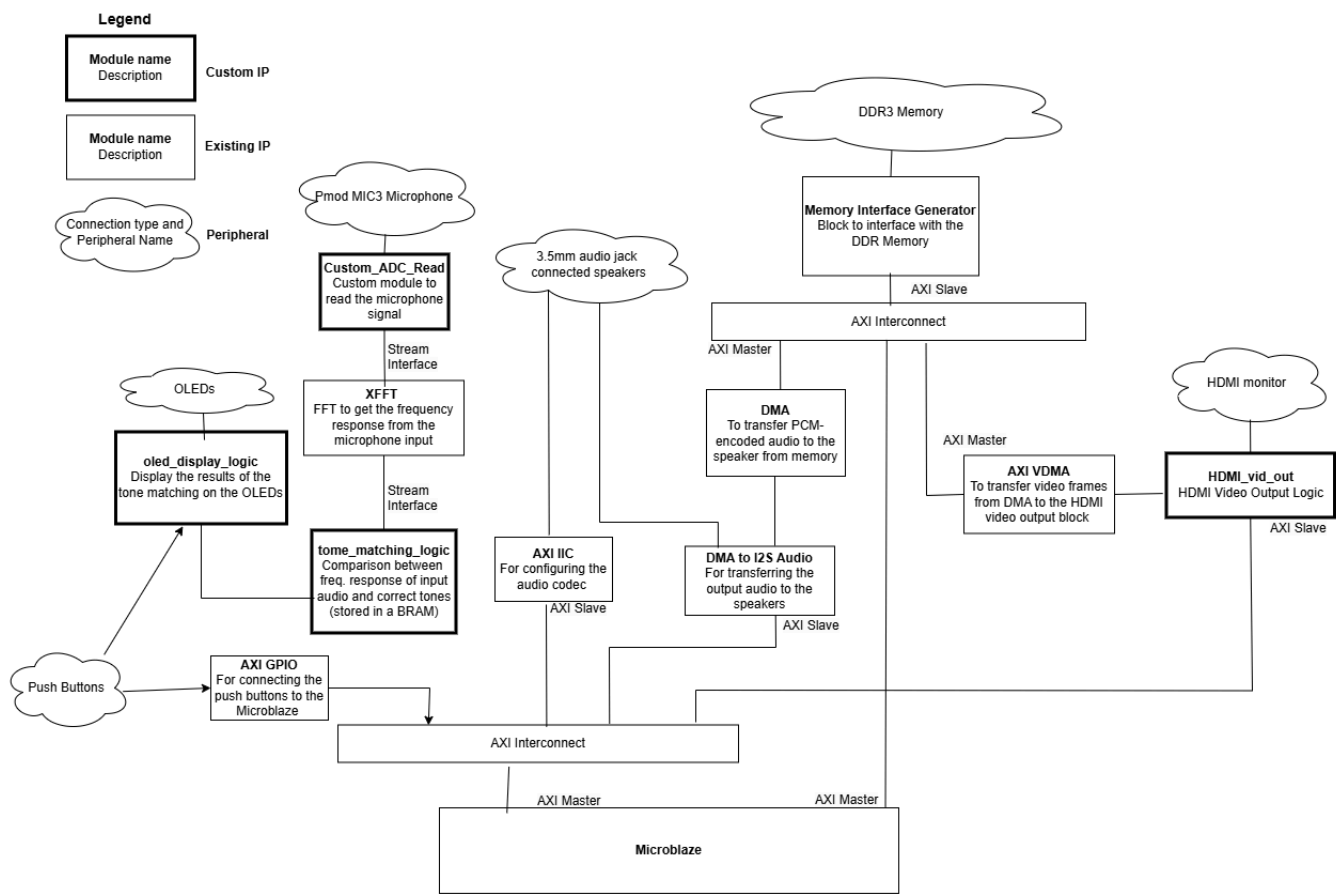 Legend
Module name
Description
Custom IP
Module name
Description
Existing IP
Connection type and
Peripheral Name
Peripheral
Pmod MIC3 Microphone
Custom_ADC_Read
Custom module to
read the microphone
signal
Stream
Interface
XFFT
FFT to get the frequency
response from the
microphone input
Stream
Interface
tome_matching_logic
Comparison between
freq. response of input
audio and correct tones
(stored in a BRAM)
OLEDs
oled_display_logic
Display the results of the
tone matching on the OLEDs
Push Buttons
AXI GPIO
For connecting the
push buttons to the
Microblaze
3.5mm audio jack
connected speakers
AXI IIC
For configuring the
audio codec
AXI Slave
DDR3 Memory
Memory Interface Generator
Block to interface with the
DDR Memory
AXI Slave
AXI Interconnect
AXI Master
DMA
To transfer PCM-
encoded audio to the
speaker from memory
DMA to I2S Audio
For transferring the
output audio to the
speakers
AXI Slave
AXI Master
AXI VDMA
To transfer video frames
from DMA to the HDMI
video output block
HDMI monitor
HDMI_vid_out
HDMI Video Output Logic
AXI Slave
AXI Interconnect
AXI Master
AXI Master
Microblaze